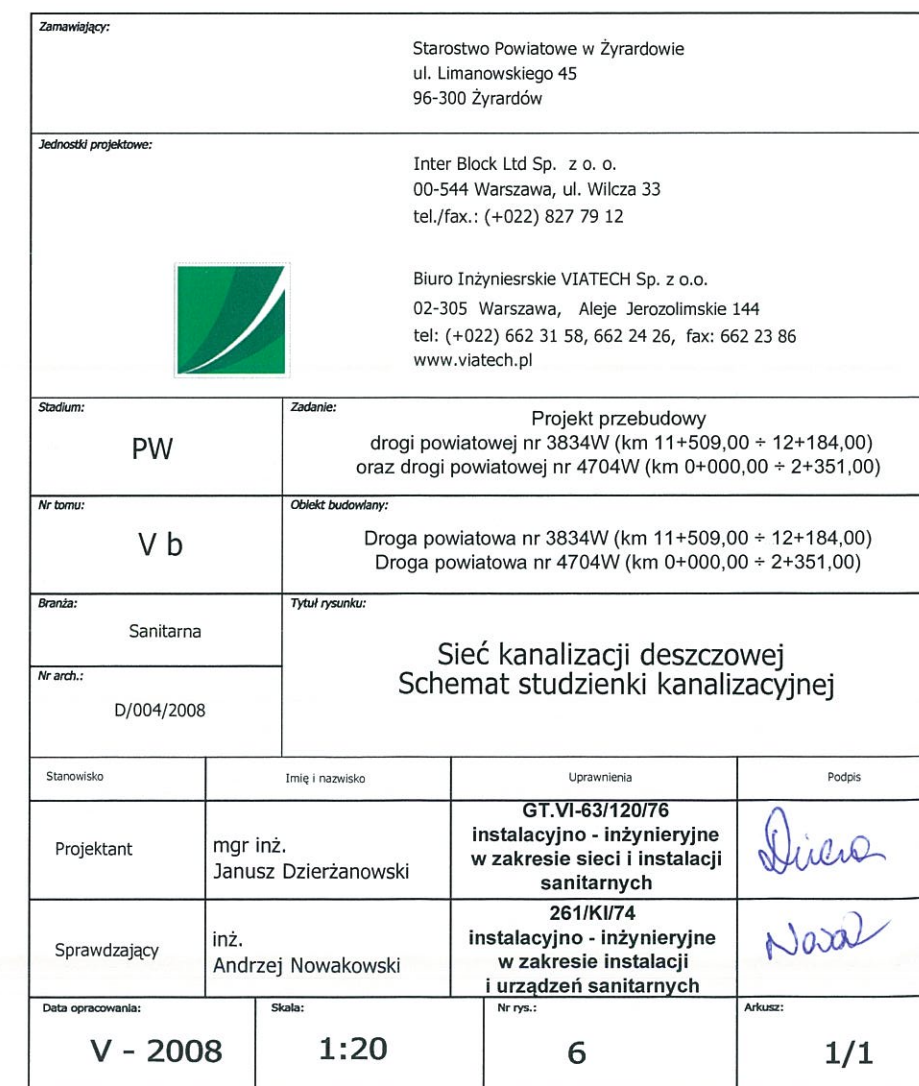 Zamawiający:
Starostwo Powiatowe w Żyrardowie
ul. Limanowskiego 45
96-300 Żyrardów
Jednostki projektowe:
Inter Block Ltd Sp. z o. o.
00-544 Warszawa, ul. Wilcza 33
tel./fax.: (+022) 827 79 12
Biuro Inżyniesrskie VIATECH Sp. z o.o.
02-305 Warszawa, Aleje Jerozolimskie 144
tel: (+022) 662 31 58, 662 24 26, fax: 662 23 86
www.viatech.pl
Stadium:
PW
Zadanie:
Projekt przebudowy
drogi powiatowej nr 3834W (km 11+509,00 ÷ 12+184,00)
oraz drogi powiatowej nr 4704W (km 0+000,00 ÷ 2+351,00)
Nr tomu:
V b
Obiekt budowlany:
Droga powiatowa nr 3834W (km 11+509,00 ÷ 12+184,00)
Droga powiatowa nr 4704W (km 0+000,00 ÷ 2+351,00)
Branża:
Sanitarna
Nr arch.:
D/004/2008
Tytuł rysunku:
Sieć kanalizacji deszczowej
Schemat studzienki kanalizacyjnej
Stanowisko Imię i nazwisko Uprawnienia Podpis
Projektant
mgr inż.
Janusz Dzierżanowski
GT.VI-63/120/76
instalacyjno - inżynieryjne
w zakresie sieci i instalacji
sanitarnych
Sprawdzający
inż.
Andrzej Nowakowski
261/KI/74
instalacyjno - inżynieryjne
w zakresie instalacji
i urządzeń sanitarnych
Data opracowania:
V - 2008
Skala:
1:20
Nr rys.:
6
Arkusz:
1/1